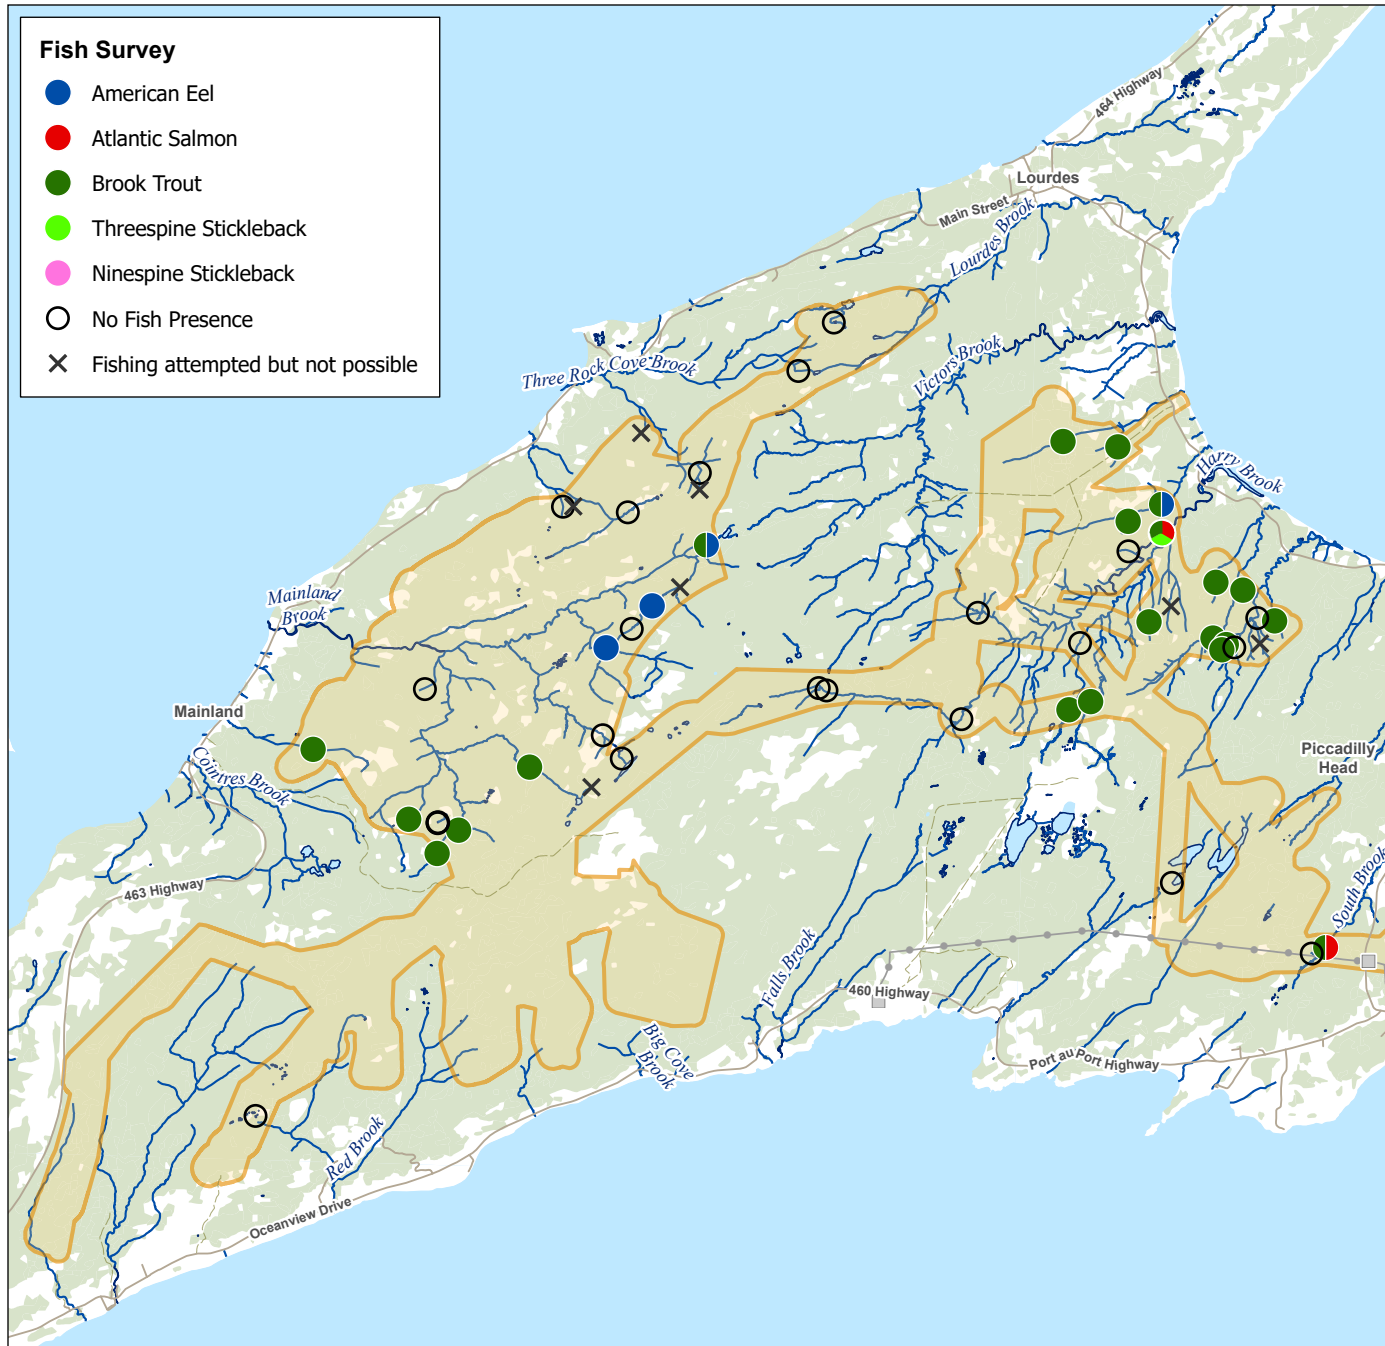 Fish Survey
American Eel
Atlantic Salmon
Brook Trout
Threespine Stickleback
Ninespine Stickleback
No Fish Presence
Fishing attempted but not possible
464 Highway
Lourdes
Main Street
Lourdes Brook
Three Rock Cove Brook
Victors Brook
Harry Brook
Mainland
Brook
Mainland
Cointres Brook
Piccadilly
Head
463 Highway
South Brook
Falls Brook
460 Highway
Big Cove
Brook
Port au Port Highway
Red Brook
Oceanview Drive